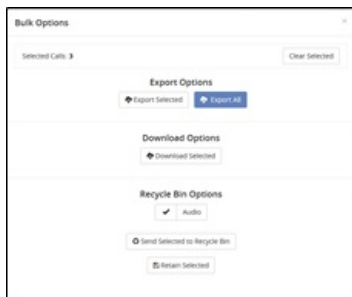 Bulk Options
×
Selected Calls: 3
Clear Selected
Export Options
Export Selected
Export All
Download Options
Download Selected
Recycle Bin Options
Audio
Send Selected to Recycle Bin
Retain Selected